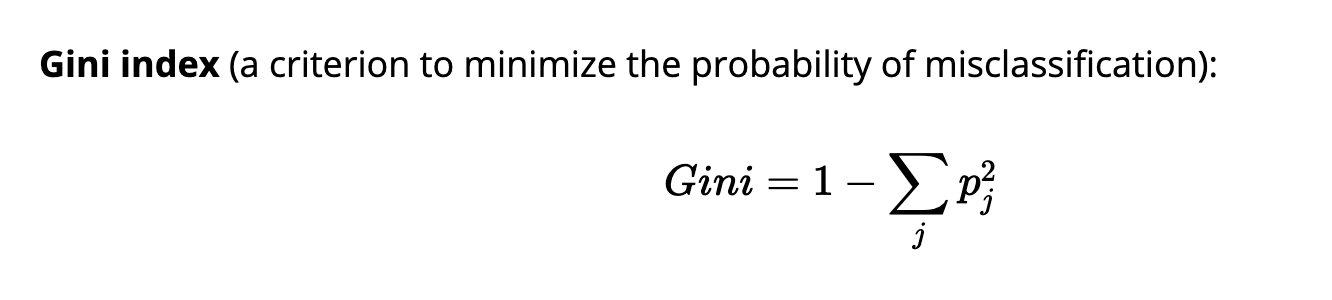 Gini index (a criterion to minimize the probability of misclassification):
Gini = 1 − ∑_j p_j^2